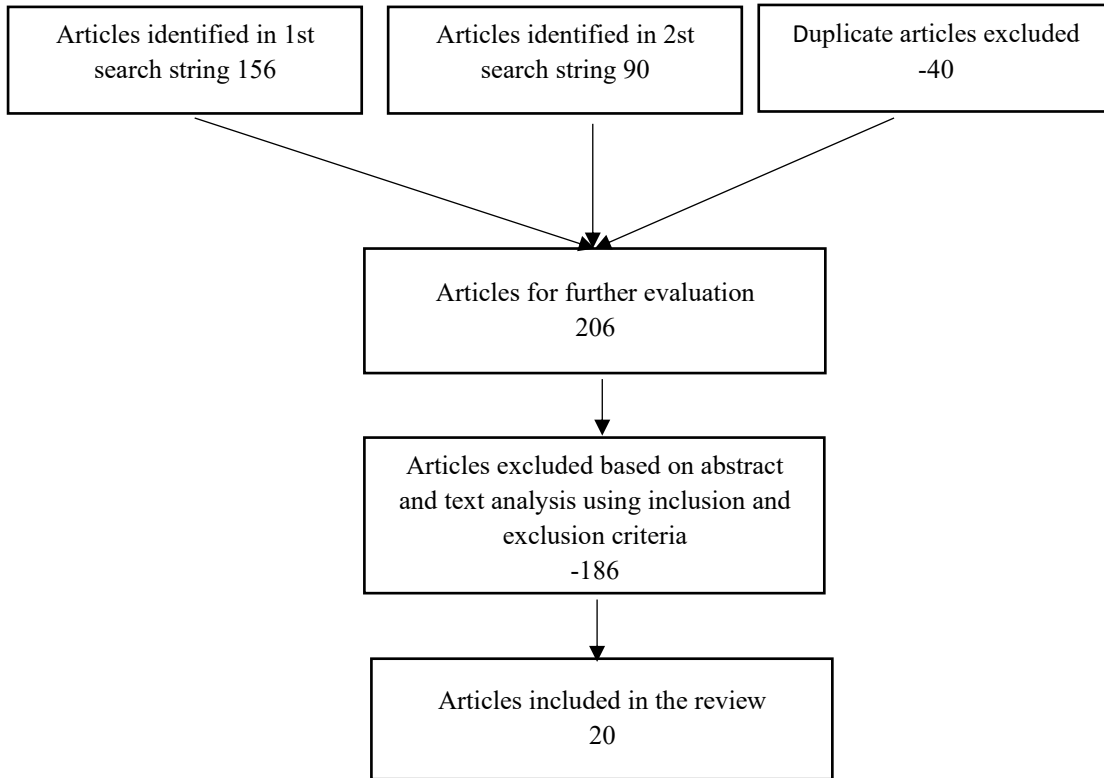 Articles identified in 1st
search string 156
Articles identified in 2st
search string 90
Duplicate articles excluded
-40
Articles for further evaluation
206
Articles excluded based on abstract
and text analysis using inclusion and
exclusion criteria
-186
Articles included in the review
20